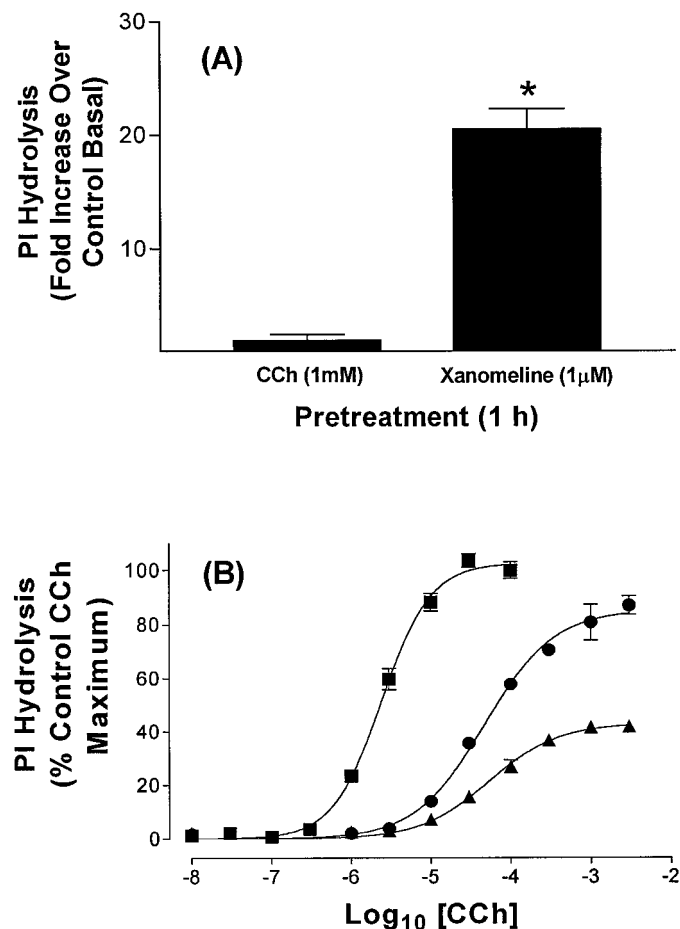 (A)
PI Hydrolysis
(Fold Increase Over
Control Basal)
30
20
10
*
CCh (1mM) Xanomeline (1μM)
Pretreatment (1 h)
(B)
PI Hydrolysis
(% Control CCh
Maximum)
100
80
60
40
20
0
-8 -7 -6 -5 -4 -3 -2
Log10 [CCh]